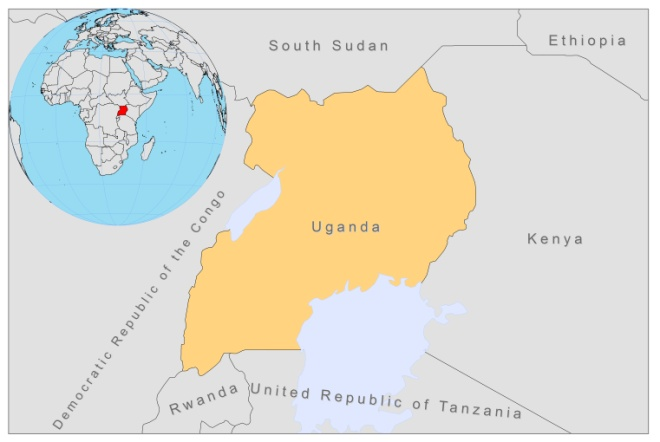 South Sudan
Ethiopia
Uganda
Kenya
Democratic Republic of the Congo
Rwanda
United Republic of Tanzania